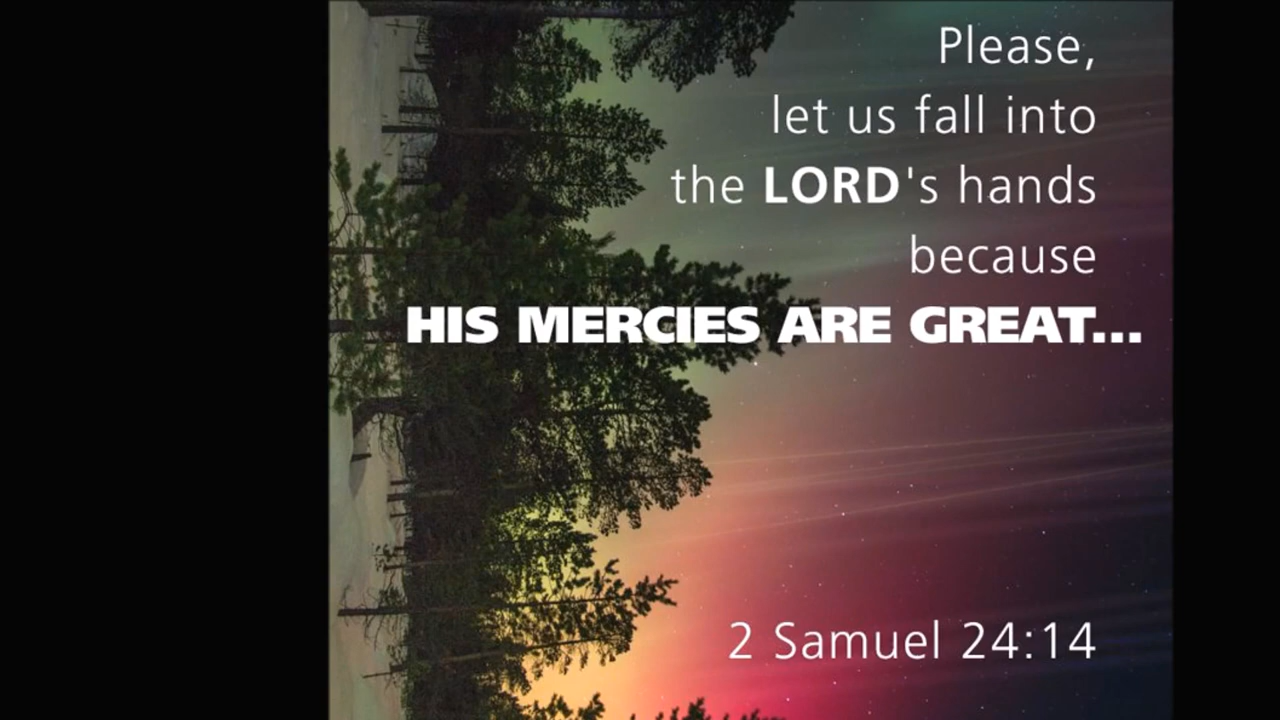 Please,
let us fall into
the LORD's hands
because
HIS MERCIES ARE GREAT...
2 Samuel 24:14